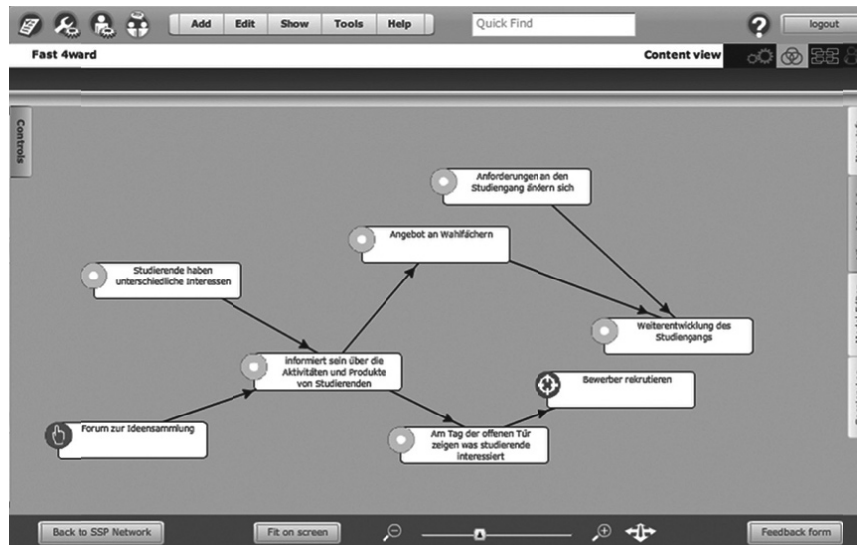 Add Edit Show Tools Help
Quick Find
logout
Fast 4ward
Content view
Controls
Anforderungen an den
Studiengang ändern sich
Angebot an Wahlfächern
Studierende haben
unterschiedliche Interessen
Weiterentwicklung des
Studiengangs
informiert sein über die
Aktivitäten und Produkte
von Studierenden
Bewerber rekrutieren
Forum zur Ideensammlung
Am Tag der offenen Tür
zeigen was studierende
interessiert
Back to SSP Network
Fit on screen
Feedback form